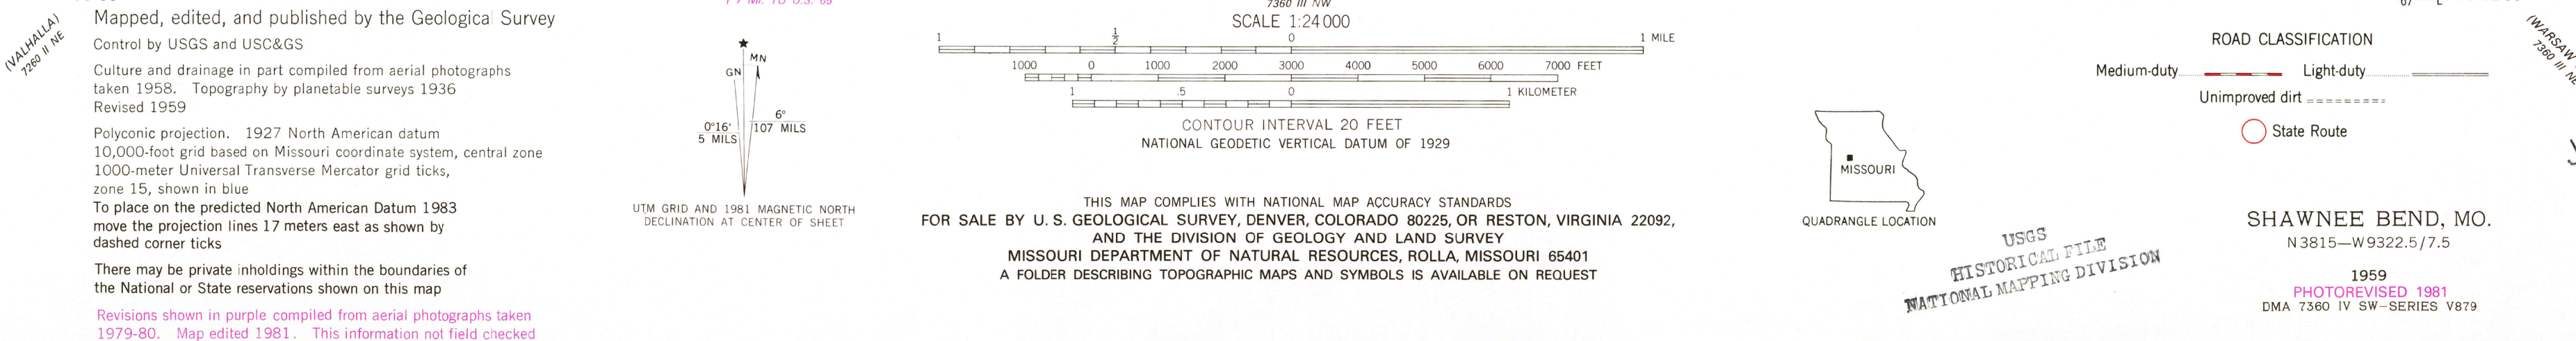 (VALHALLA)
7260 II NE
Mapped, edited, and published by the Geological Survey
Control by USGS and USC&GS
Culture and drainage in part compiled from aerial photographs
taken 1958. Topography by planetable surveys 1936
Revised 1959
Polyconic projection. 1927 North American datum
10,000-foot grid based on Missouri coordinate system, central zone
1000-meter Universal Transverse Mercator grid ticks,
zone 15, shown in blue
To place on the predicted North American Datum 1983
move the projection lines 17 meters east as shown by
dashed corner ticks
There may be private inholdings within the boundaries of
the National or State reservations shown on this map
Revisions shown in purple compiled from aerial photographs taken
1979-80. Map edited 1981. This information not field checked
★
MN
GN
0°16′
5 MILS
6°
107 MILS
UTM GRID AND 1981 MAGNETIC NORTH
DECLINATION AT CENTER OF SHEET
7360 III NW
SCALE 1:24 000
1 ½ 0 1 MILE
1000 0 1000 2000 3000 4000 5000 6000 7000 FEET
1 .5 0 1 KILOMETER
CONTOUR INTERVAL 20 FEET
NATIONAL GEODETIC VERTICAL DATUM OF 1929
THIS MAP COMPLIES WITH NATIONAL MAP ACCURACY STANDARDS
FOR SALE BY U. S. GEOLOGICAL SURVEY, DENVER, COLORADO 80225, OR RESTON, VIRGINIA 22092,
AND THE DIVISION OF GEOLOGY AND LAND SURVEY
MISSOURI DEPARTMENT OF NATURAL RESOURCES, ROLLA, MISSOURI 65401
A FOLDER DESCRIBING TOPOGRAPHIC MAPS AND SYMBOLS IS AVAILABLE ON REQUEST
MISSOURI
QUADRANGLE LOCATION
USGS
HISTORICAL FILE
NATIONAL MAPPING DIVISION
ROAD CLASSIFICATION
Medium-duty Light-duty
Unimproved dirt
State Route
(WARSAW
7360 III NE
SHAWNEE BEND, MO.
N3815—W9322.5/7.5
1959
PHOTOREVISED 1981
DMA 7360 IV SW–SERIES V879